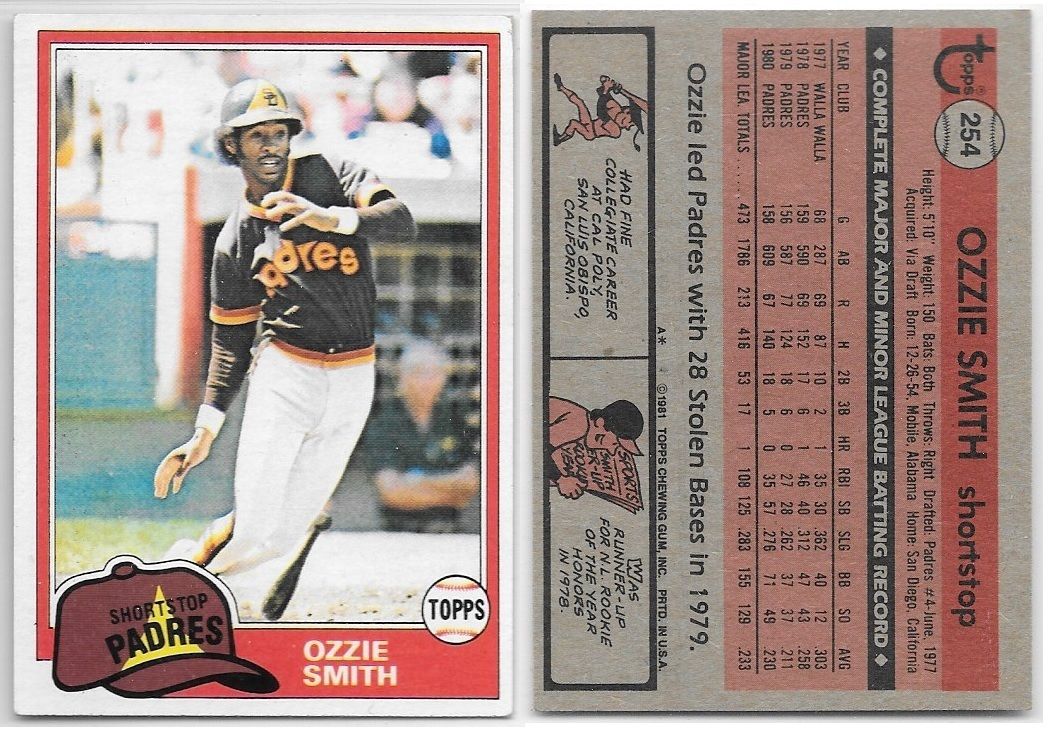 SD
Padres
SHORTSTOP
PADRES
TOPPS
OZZIE
SMITH
Topps®
254
OZZIE SMITH shortstop
Height: 5'10" Weight: 150 Bats: Both Throws: Right Drafted: Padres #4-June, 1977
Acquired: Via Draft Born: 12-26-54, Mobile, Alabama Home: San Diego, California
◆ COMPLETE MAJOR AND MINOR LEAGUE BATTING RECORD ◆
YEAR CLUB G AB R H 2B 3B HR RBI SB SLG BB SO AVG
1977 WALLA WALLA 68 287 69 87 10 2 1 35 30 .362 40 12 .303
1978 PADRES 159 590 69 152 17 6 1 46 40 .312 47 43 .258
1979 PADRES 156 587 77 124 18 6 0 27 28 .262 37 37 .211
1980 PADRES 158 609 67 140 18 5 0 35 57 .276 71 49 .230
MAJOR LEA. TOTALS ...... 473 1786 213 416 53 17 1 108 125 .283 155 129 .233
Ozzie led Padres with 28 Stolen Bases in 1979.
A* ©1981 TOPPS CHEWING GUM, INC. PRTD. IN U.S.A.
HAD FINE
COLLEGIATE CAREER
AT CAL POLY,
SAN LUIS OBISPO,
CALIFORNIA.
SPORTS
SMITH
WAS
RUNNER-UP
FOR N.L. ROOKIE
OF THE YEAR
HONORS
IN 1978.